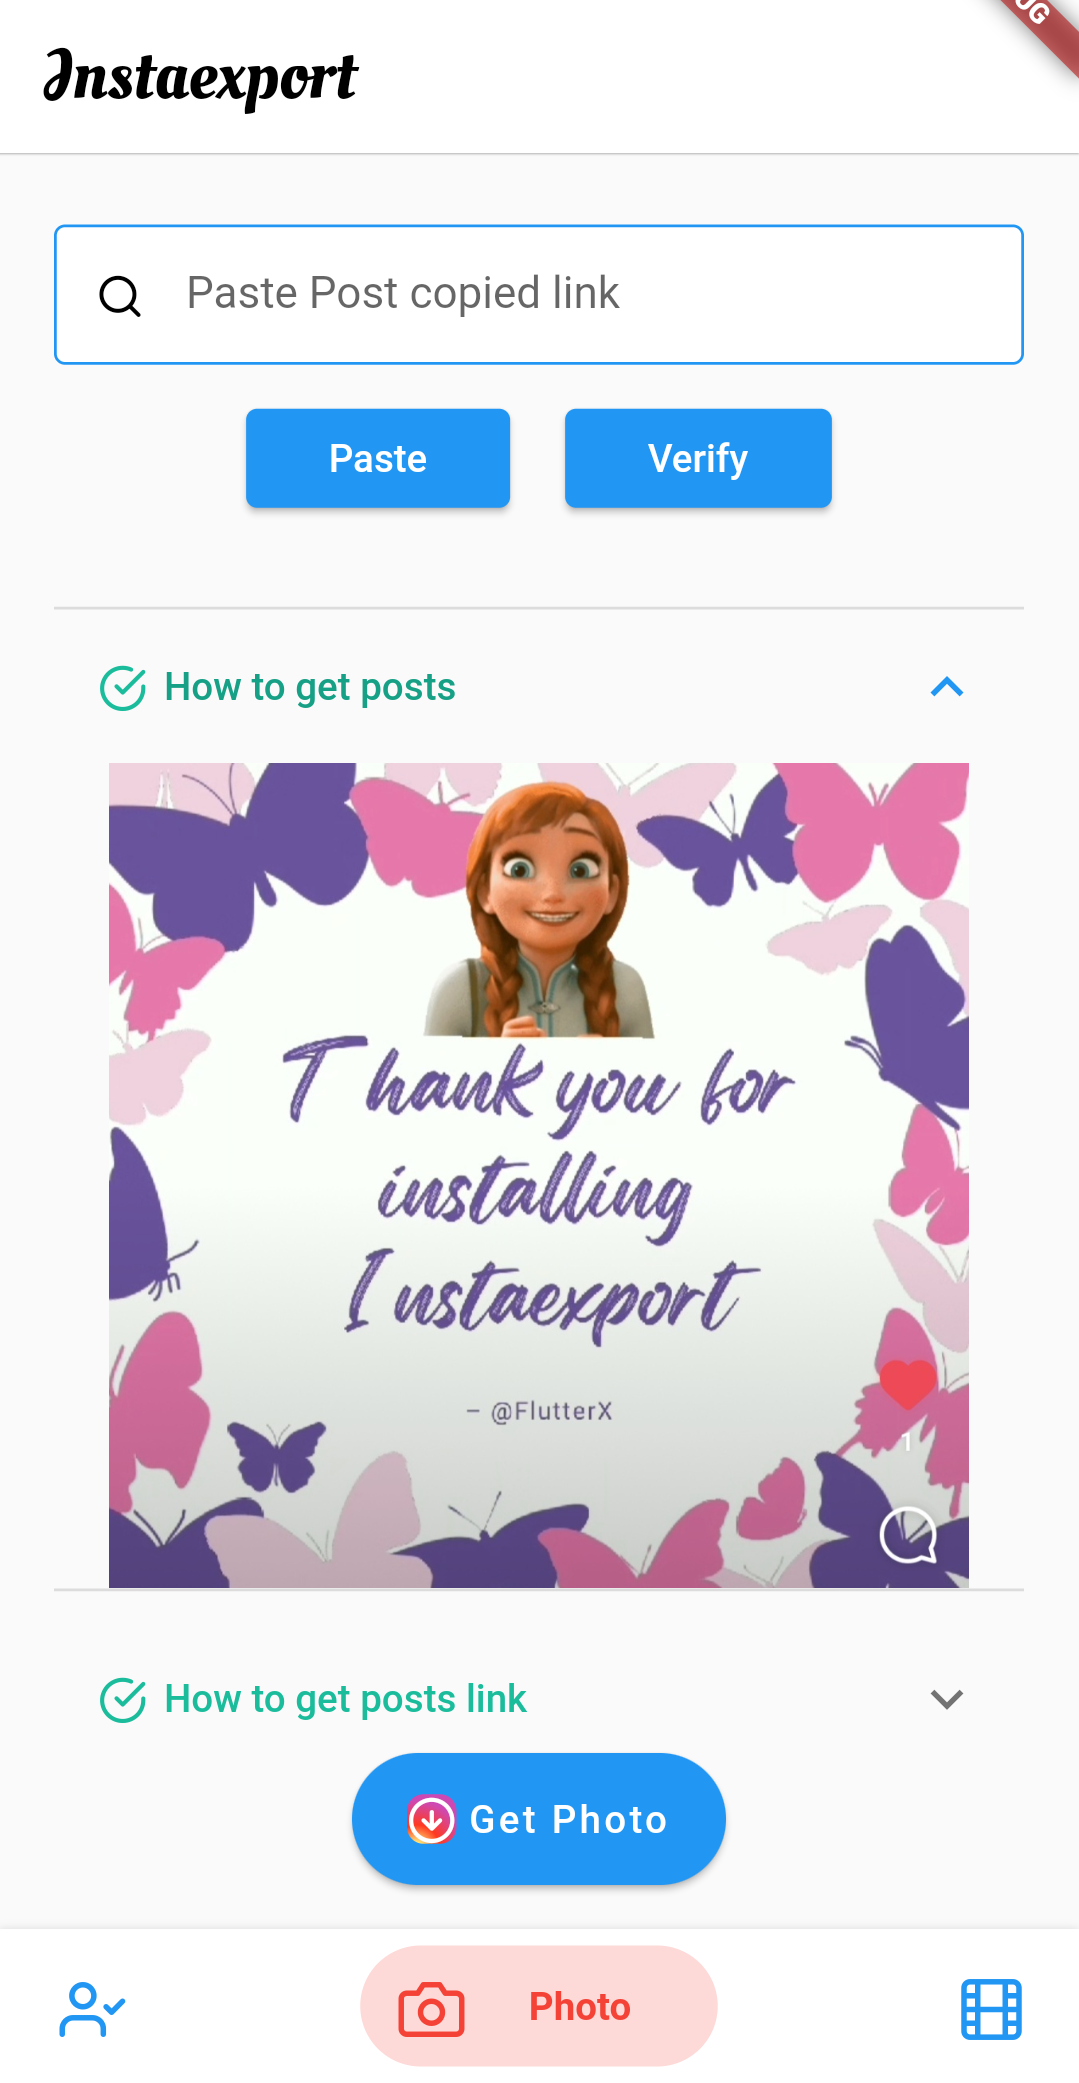 Instaexport
UG
Paste Post copied link
Paste Verify
How to get posts
Thank you for
installing
Instaexport
– @FlutterX
1
How to get posts link
Get Photo
Photo